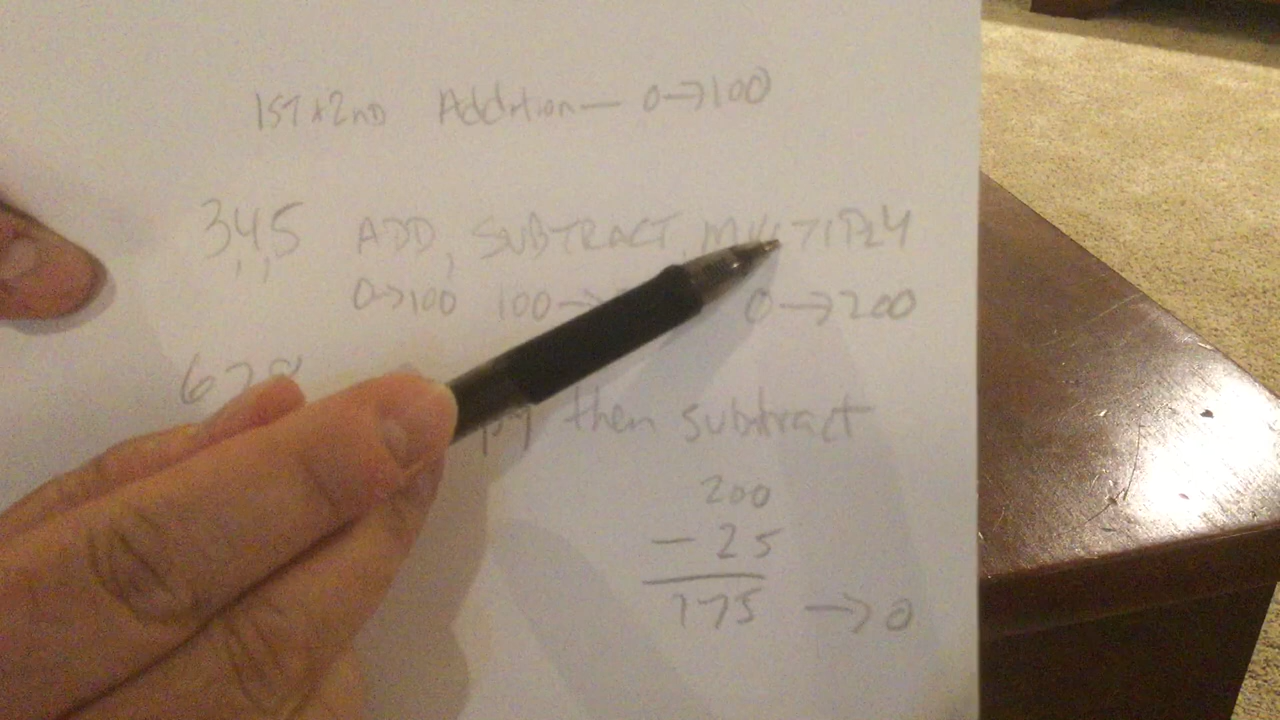 1ST + 2ND Addition — 0→100
3,4,5 ADD, SUBTRACT, MULTIPLY
0→100 100→ 0→200
678
then subtract
200
- 25
175 →0